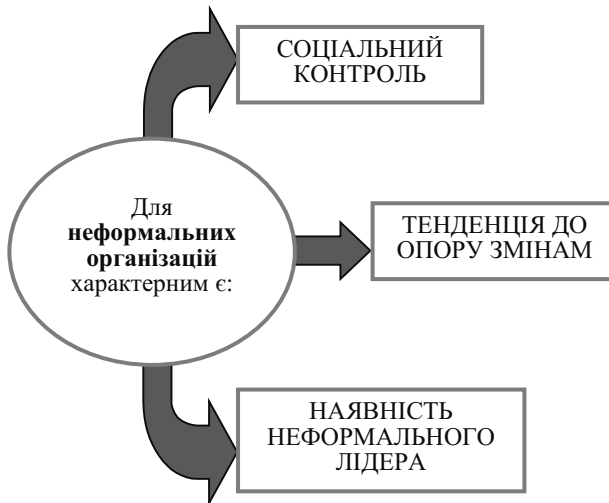 СОЦІАЛЬНИЙ
КОНТРОЛЬ
Для
неформальних
організацій
характерним є:
ТЕНДЕНЦІЯ ДО
ОПОРУ ЗМІНАМ
НАЯВНІСТЬ
НЕФОРМАЛЬНОГО
ЛІДЕРА